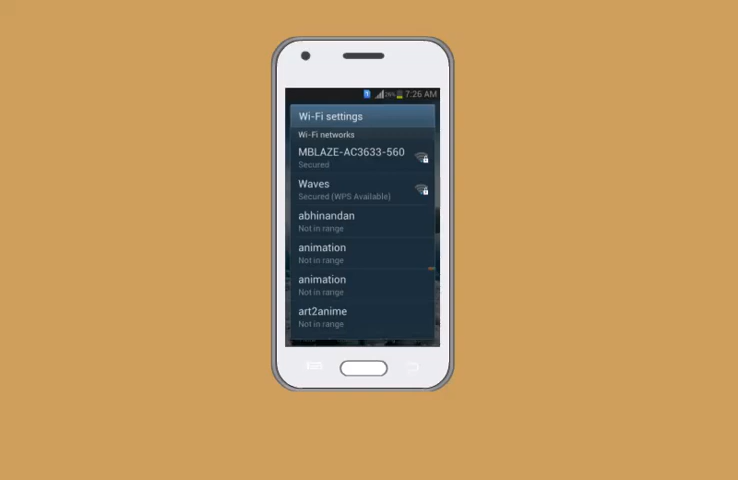 26% 7:26 AM
Wi-Fi settings
Wi-Fi networks
MBLAZE-AC3633-560
Secured
Waves
Secured (WPS Available)
abhinandan
Not in range
animation
Not in range
animation
Not in range
art2anime
Not in range